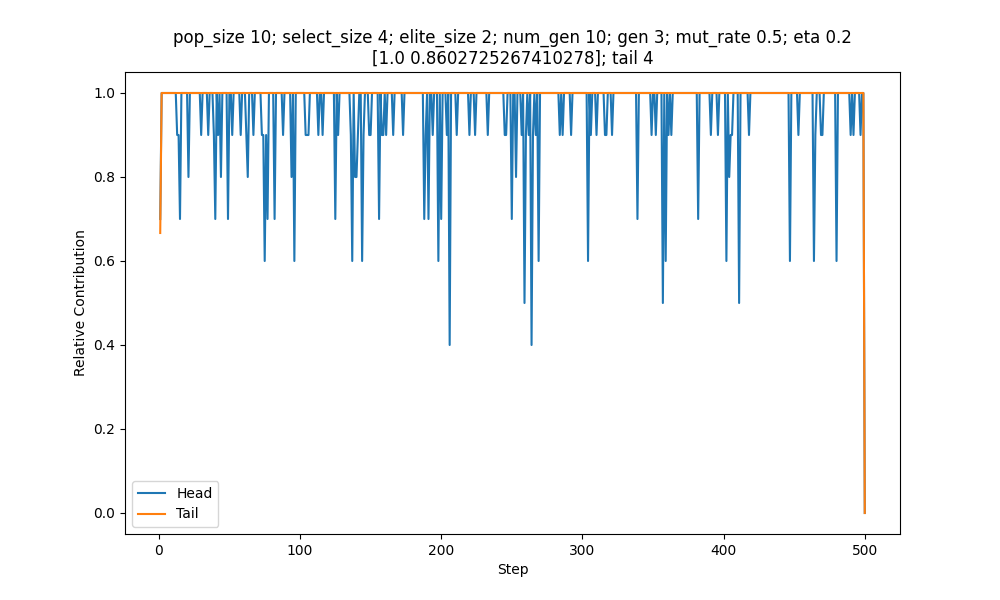 pop_size 10; select_size 4; elite_size 2; num_gen 10; gen 3; mut_rate 0.5; eta 0.2
[1.0 0.8602725267410278]; tail 4
Relative Contribution
1.0
0.8
0.6
0.4
0.2
0.0
Head
Tail
0
100
200
300
400
500
Step